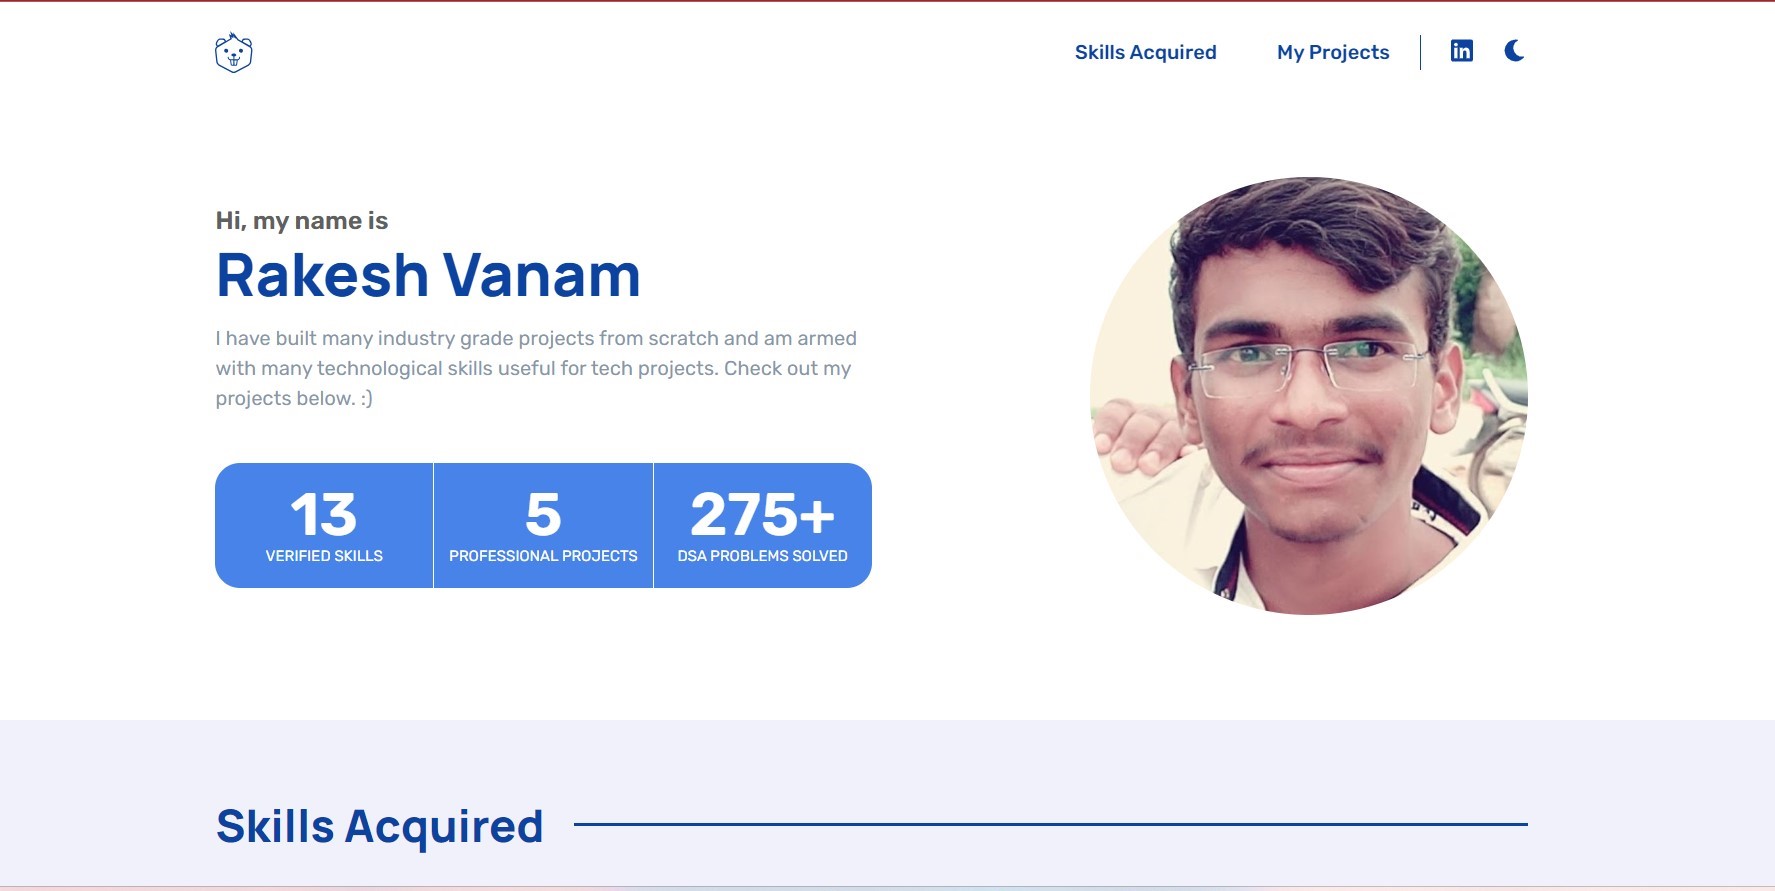 Skills Acquired
My Projects
in
Hi, my name is
Rakesh Vanam
I have built many industry grade projects from scratch and am armed
with many technological skills useful for tech projects. Check out my
projects below. :)
13
VERIFIED SKILLS
5
PROFESSIONAL PROJECTS
275+
DSA PROBLEMS SOLVED
Skills Acquired